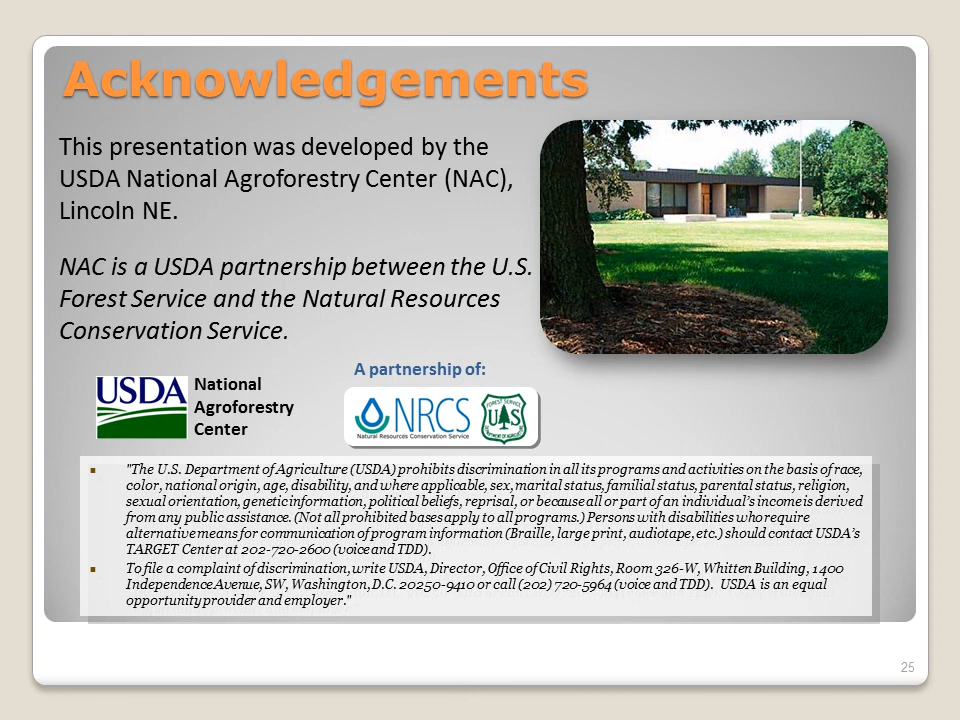 Acknowledgements
This presentation was developed by the
USDA National Agroforestry Center (NAC),
Lincoln NE.
NAC is a USDA partnership between the U.S.
Forest Service and the Natural Resources
Conservation Service.
A partnership of:
USDA
National
Agroforestry
Center
NRCS
Natural Resources Conservation Service
FOREST SERVICE
U S
DEPARTMENT OF AGRICULTURE
"The U.S. Department of Agriculture (USDA) prohibits discrimination in all its programs and activities on the basis of race,
color, national origin, age, disability, and where applicable, sex, marital status, familial status, parental status, religion,
sexual orientation, genetic information, political beliefs, reprisal, or because all or part of an individual's income is derived
from any public assistance. (Not all prohibited bases apply to all programs.) Persons with disabilities who require
alternative means for communication of program information (Braille, large print, audiotape, etc.) should contact USDA's
TARGET Center at 202-720-2600 (voice and TDD).
To file a complaint of discrimination, write USDA, Director, Office of Civil Rights, Room 326-W, Whitten Building, 1400
Independence Avenue, SW, Washington, D.C. 20250-9410 or call (202) 720-5964 (voice and TDD). USDA is an equal
opportunity provider and employer."
25